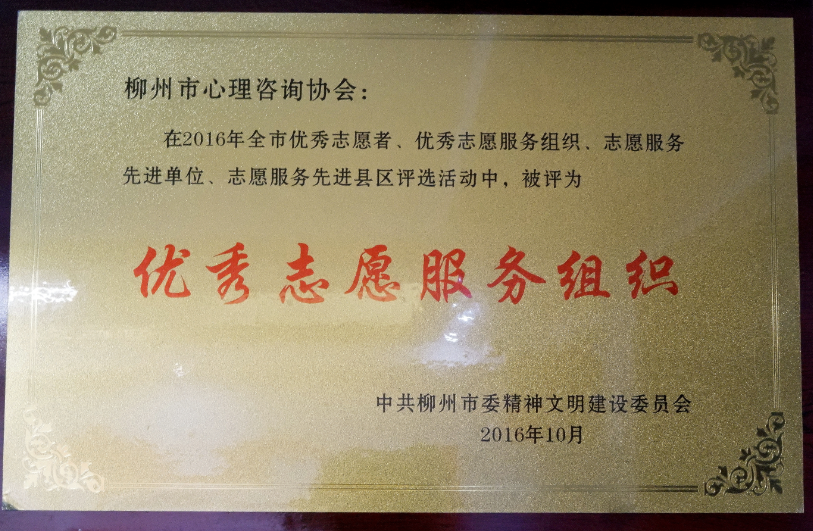 柳州市心理咨询协会：
在2016年全市优秀志愿者、优秀志愿服务组织、志愿服务
先进单位、志愿服务先进县区评选活动中，被评为
优秀志愿服务组织
中共柳州市委精神文明建设委员会
2016年10月